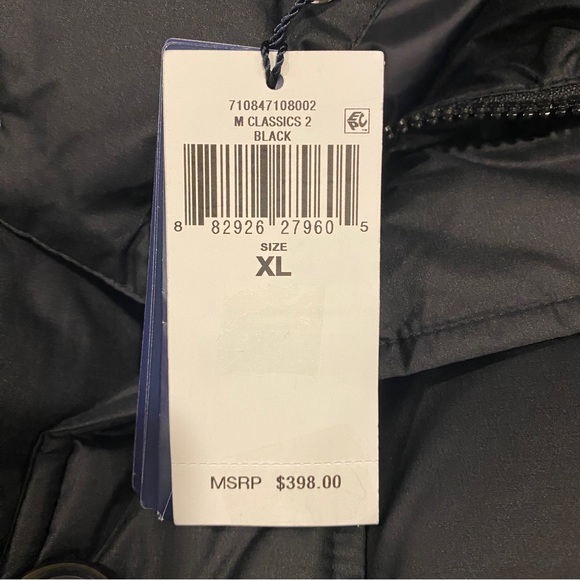 710847108002
M CLASSICS 2
BLACK
8 82926 27960 5
SIZE
XL
MSRP $398.00